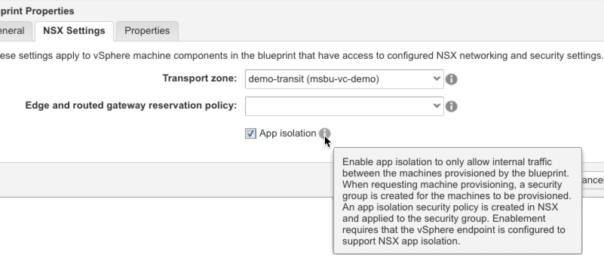 print Properties
eneral
NSX Settings
Properties
ese settings apply to vSphere machine components in the blueprint that have access to configured NSX networking and security settings.
Transport zone:
demo-transit (msbu-vc-demo)
Edge and routed gateway reservation policy:
App isolation
Enable app isolation to only allow internal traffic
between the machines provisioned by the blueprint.
When requesting machine provisioning, a security
group is created for the machines to be provisioned.
An app isolation security policy is created in NSX
and applied to the security group. Enablement
requires that the vSphere endpoint is configured to
support NSX app isolation.
ance